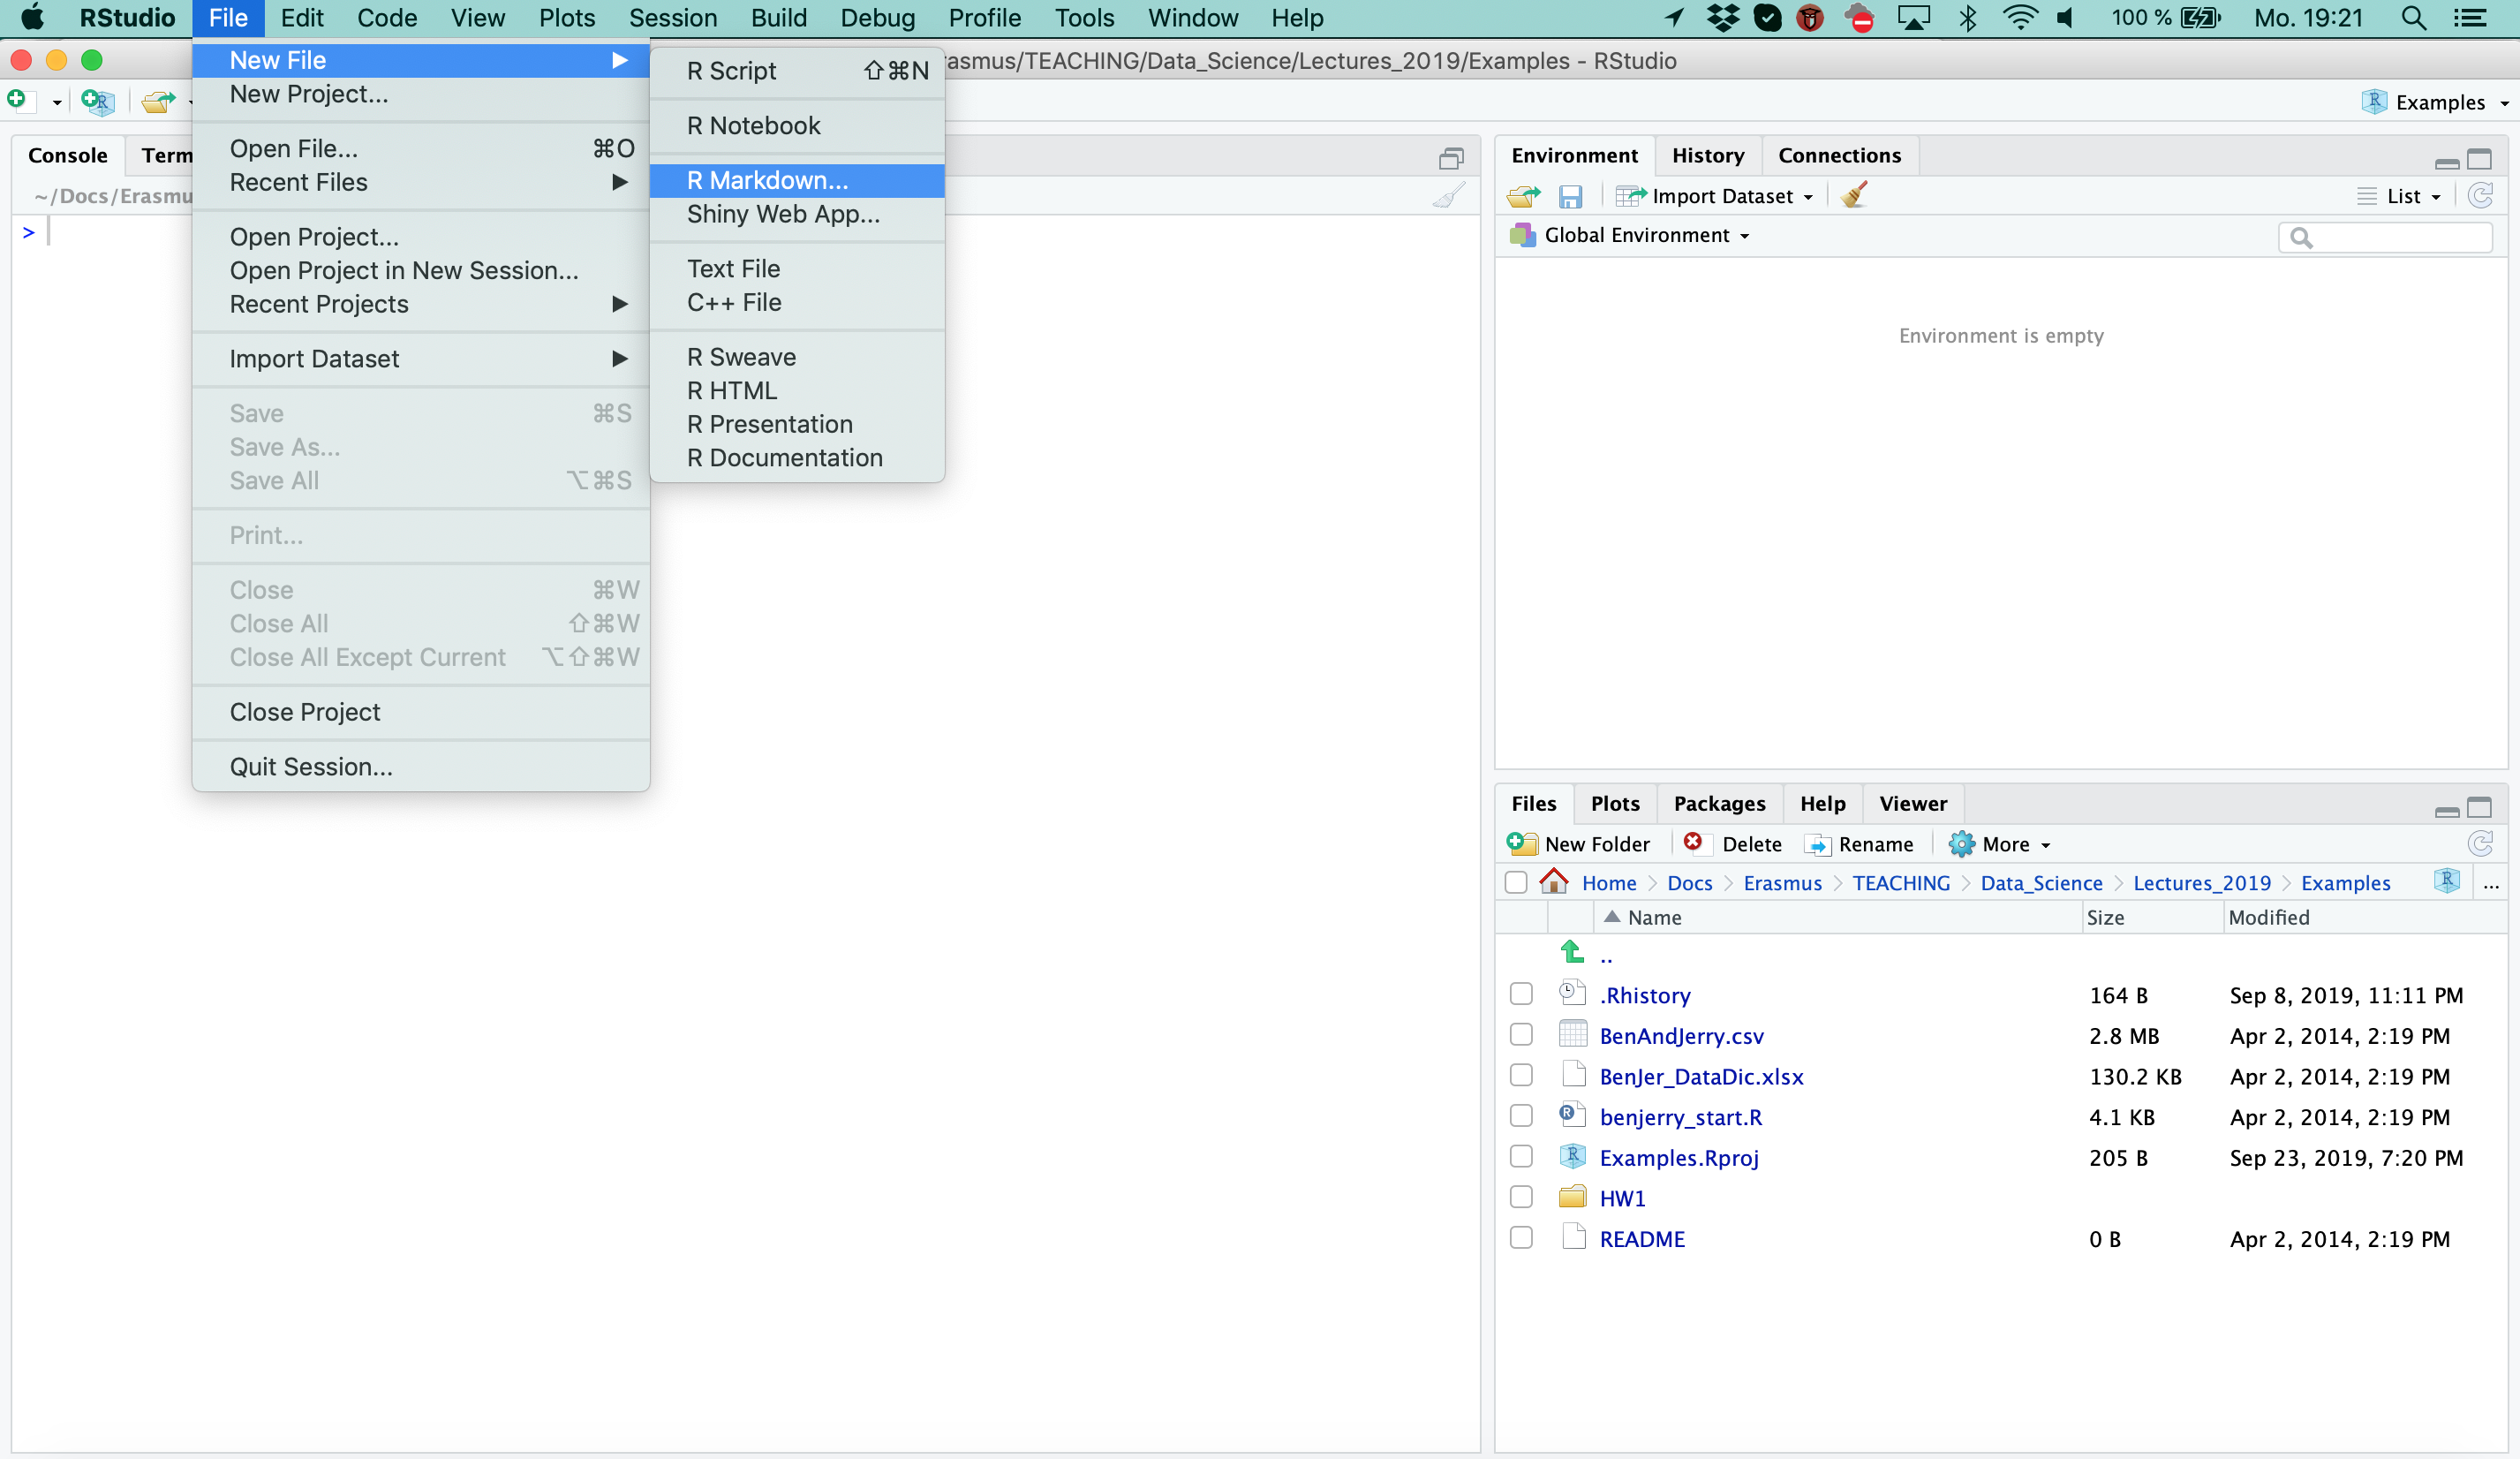 RStudio File Edit Code View Plots Session Build Debug Profile Tools Window Help 100 % Mo. 19:21
rasmus/TEACHING/Data_Science/Lectures_2019/Examples - RStudio
New File
New Project...
Open File... ⌘O
Recent Files
Open Project...
Open Project in New Session...
Recent Projects
Import Dataset
Save ⌘S
Save As...
Save All ⌥⌘S
Print...
Close ⌘W
Close All ⇧⌘W
Close All Except Current ⌥⇧⌘W
Close Project
Quit Session...
R Script ⇧⌘N
R Notebook
R Markdown...
Shiny Web App...
Text File
C++ File
R Sweave
R HTML
R Presentation
R Documentation
Examples
Console Term
~/Docs/Erasmu
>
Environment History Connections
Import Dataset List
Global Environment
Environment is empty
Files Plots Packages Help Viewer
New Folder Delete Rename More
Home Docs Erasmus TEACHING Data_Science Lectures_2019 Examples ...
Name Size Modified
..
.Rhistory 164 B Sep 8, 2019, 11:11 PM
BenAndJerry.csv 2.8 MB Apr 2, 2014, 2:19 PM
BenJer_DataDic.xlsx 130.2 KB Apr 2, 2014, 2:19 PM
benjerry_start.R 4.1 KB Apr 2, 2014, 2:19 PM
Examples.Rproj 205 B Sep 23, 2019, 7:20 PM
HW1
README 0 B Apr 2, 2014, 2:19 PM